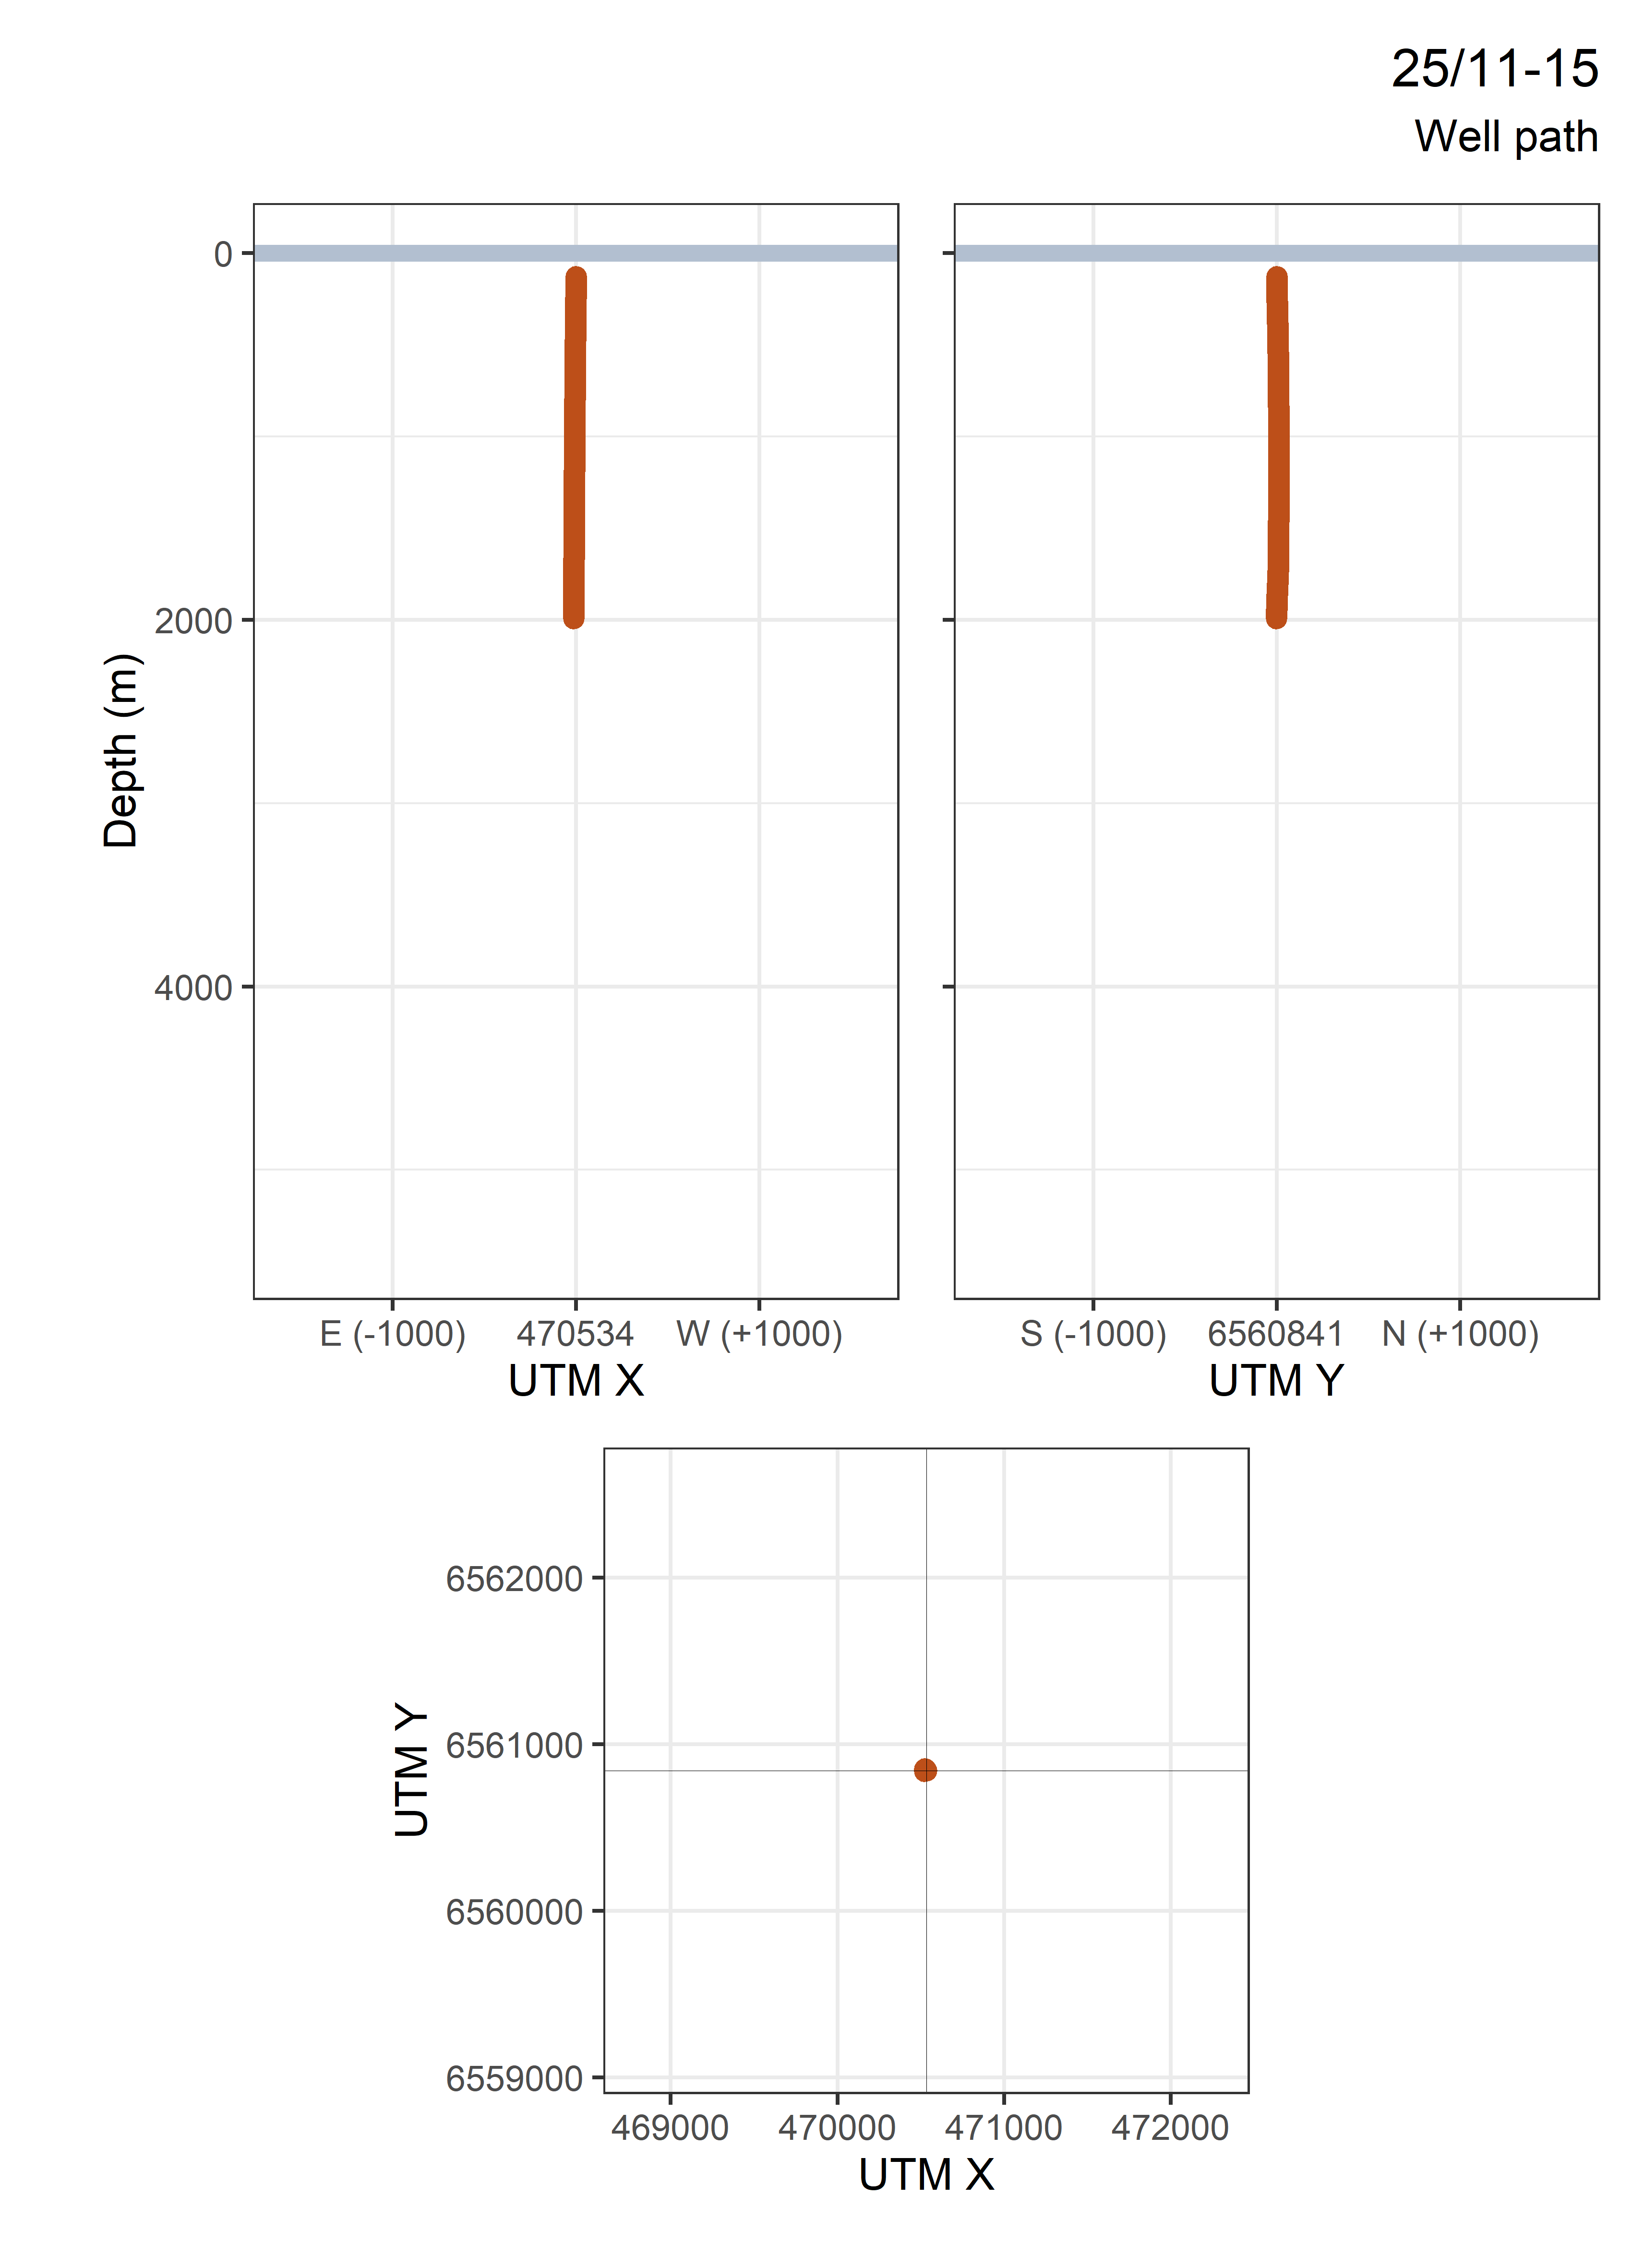 25/11-15
Well path
0
2000
4000
Depth (m)
E (-1000) 470534 W (+1000)
UTM X
S (-1000) 6560841 N (+1000)
UTM Y
6562000
6561000
6560000
6559000
UTM Y
469000 470000 471000 472000
UTM X